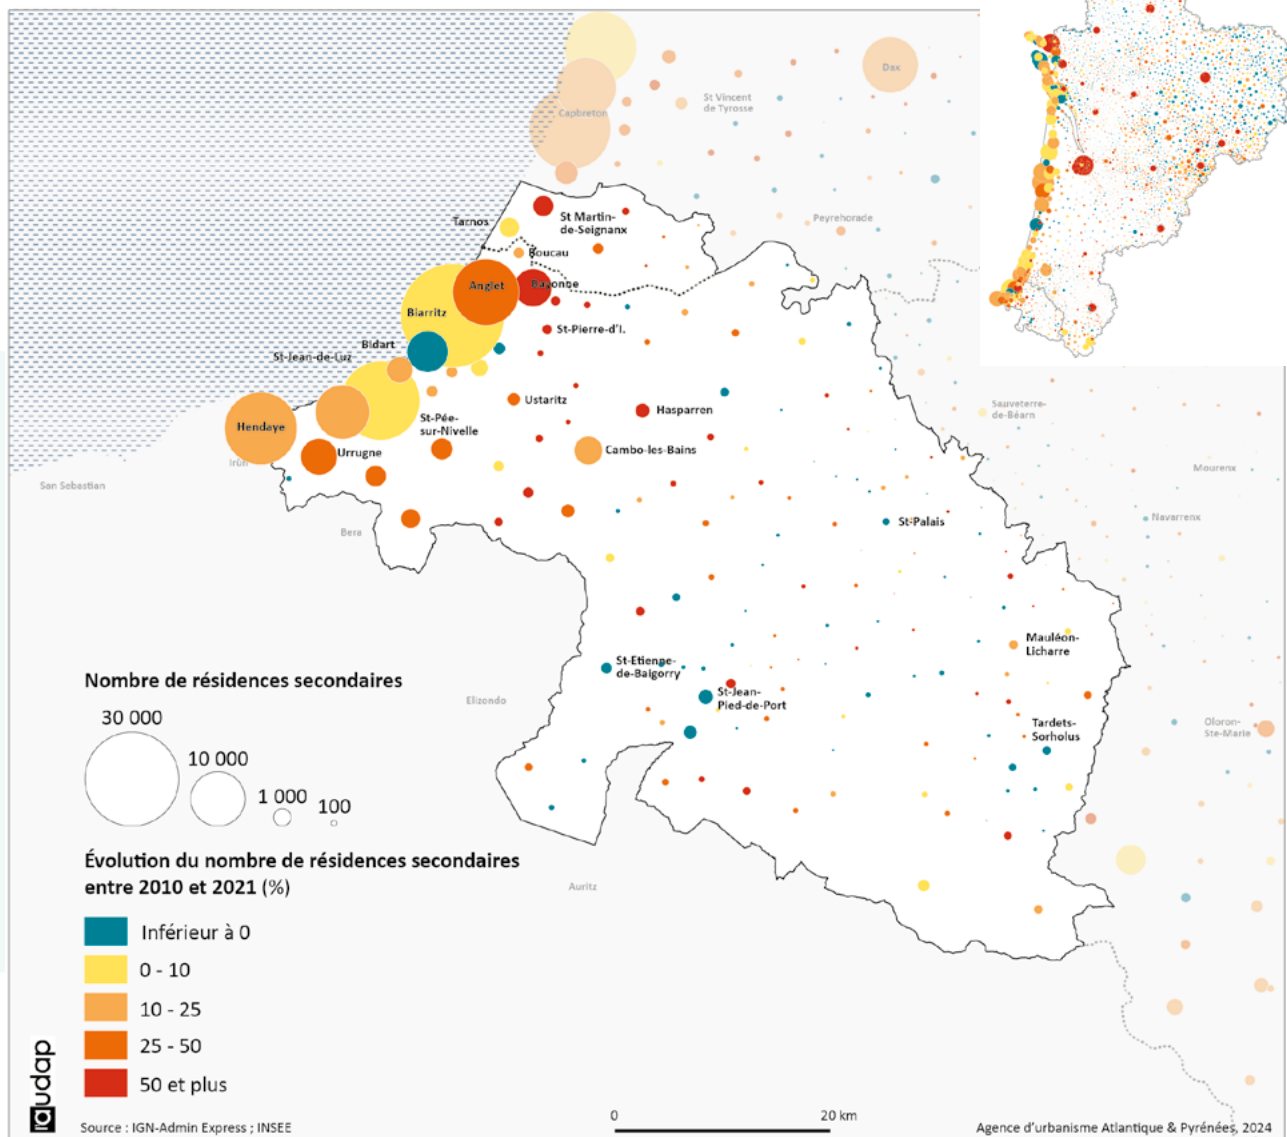 Dax
St Vincent
de Tyrosse
Capbreton
Peyrehorade
Tarnos
St Martin-
de-Seignanx
Boucau
Anglet
Bayonne
Biarritz
St-Pierre-d'I.
Bidart
St-Jean-de-Luz
Ustaritz
Hasparren
Sauveterre-
de-Béarn
St-Pée-
sur-Nivelle
Hendaye
Urrugne
Cambo-les-Bains
Irún
Mourenx
San Sebastian
Navarrenx
St-Palais
Bera
Mauléon-
Licharre
St-Etienne-
de-Baigorry
St-Jean-
Pied-de-Port
Elizondo
Tardets-
Sorholus
Oloron-
Ste-Marie
Auritz
Nombre de résidences secondaires
30 000
10 000
1 000
100
Évolution du nombre de résidences secondaires
entre 2010 et 2021 (%)
Inférieur à 0
0 - 10
10 - 25
25 - 50
50 et plus
audap
0
20 km
Source : IGN-Admin Express ; INSEE
Agence d'urbanisme Atlantique & Pyrénées, 2024